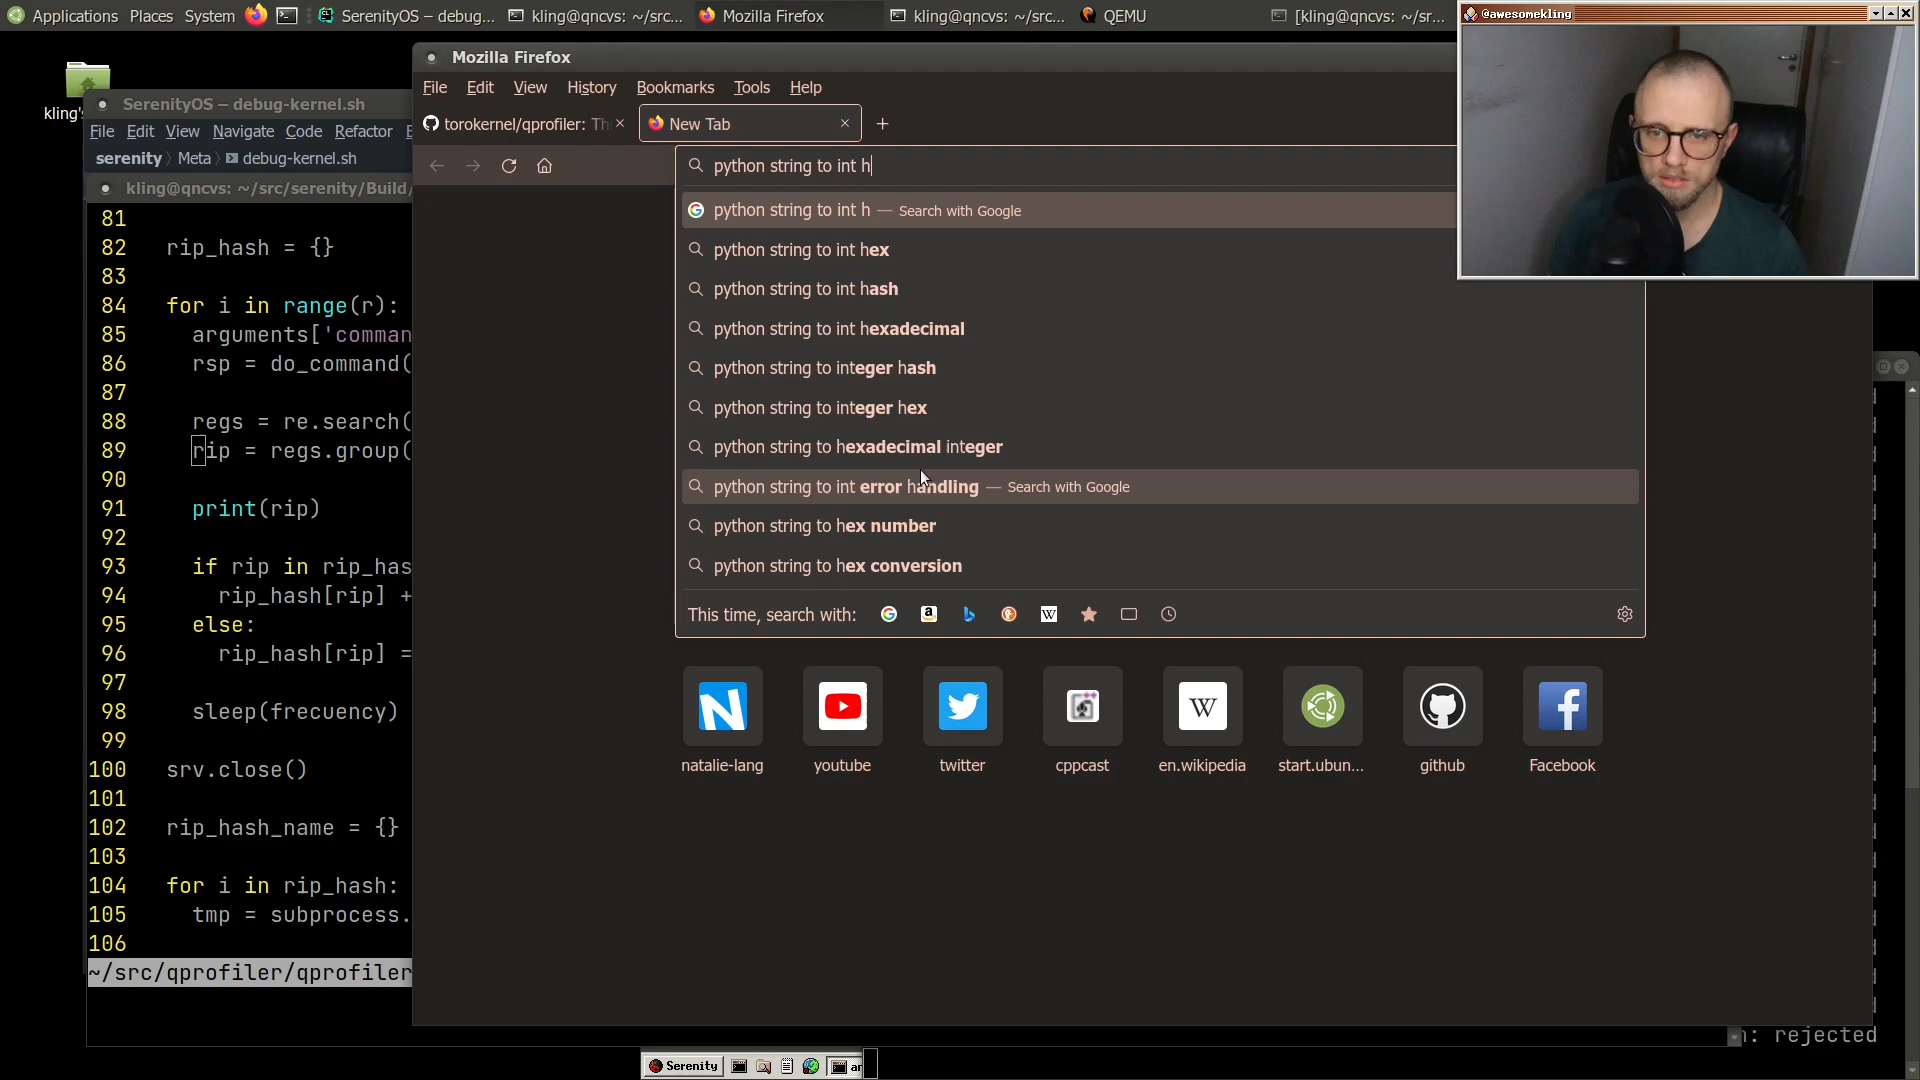 Applications Places System SerenityOS – debug... kling@qncvs: ~/src... Mozilla Firefox kling@qncvs: ~/src... QEMU [kling@qncvs: ~/sr...
@awesomekling
Mozilla Firefox
File Edit View History Bookmarks Tools Help
kling's
SerenityOS – debug-kernel.sh
File Edit View Navigate Code Refactor
serenity Meta debug-kernel.sh
kling@qncvs: ~/src/serenity/Build/
torokernel/qprofiler: Th
New Tab
python string to int h
python string to int h — Search with Google
python string to int hex
python string to int hash
python string to int hexadecimal
python string to integer hash
python string to integer hex
python string to hexadecimal integer
python string to int error handling — Search with Google
python string to hex number
python string to hex conversion
This time, search with:
natalie-lang youtube twitter cppcast en.wikipedia start.ubun... github Facebook
81
82 rip_hash = {}
83
84 for i in range(r):
85 arguments['comman
86 rsp = do_command(
87
88 regs = re.search(
89 rip = regs.group(
90
91 print(rip)
92
93 if rip in rip_has
94 rip_hash[rip] +
95 else:
96 rip_hash[rip] =
97
98 sleep(frecuency)
99
100 srv.close()
101
102 rip_hash_name = {}
103
104 for i in rip_hash:
105 tmp = subprocess.
106
~/src/qprofiler/qprofiler
: rejected
Serenity